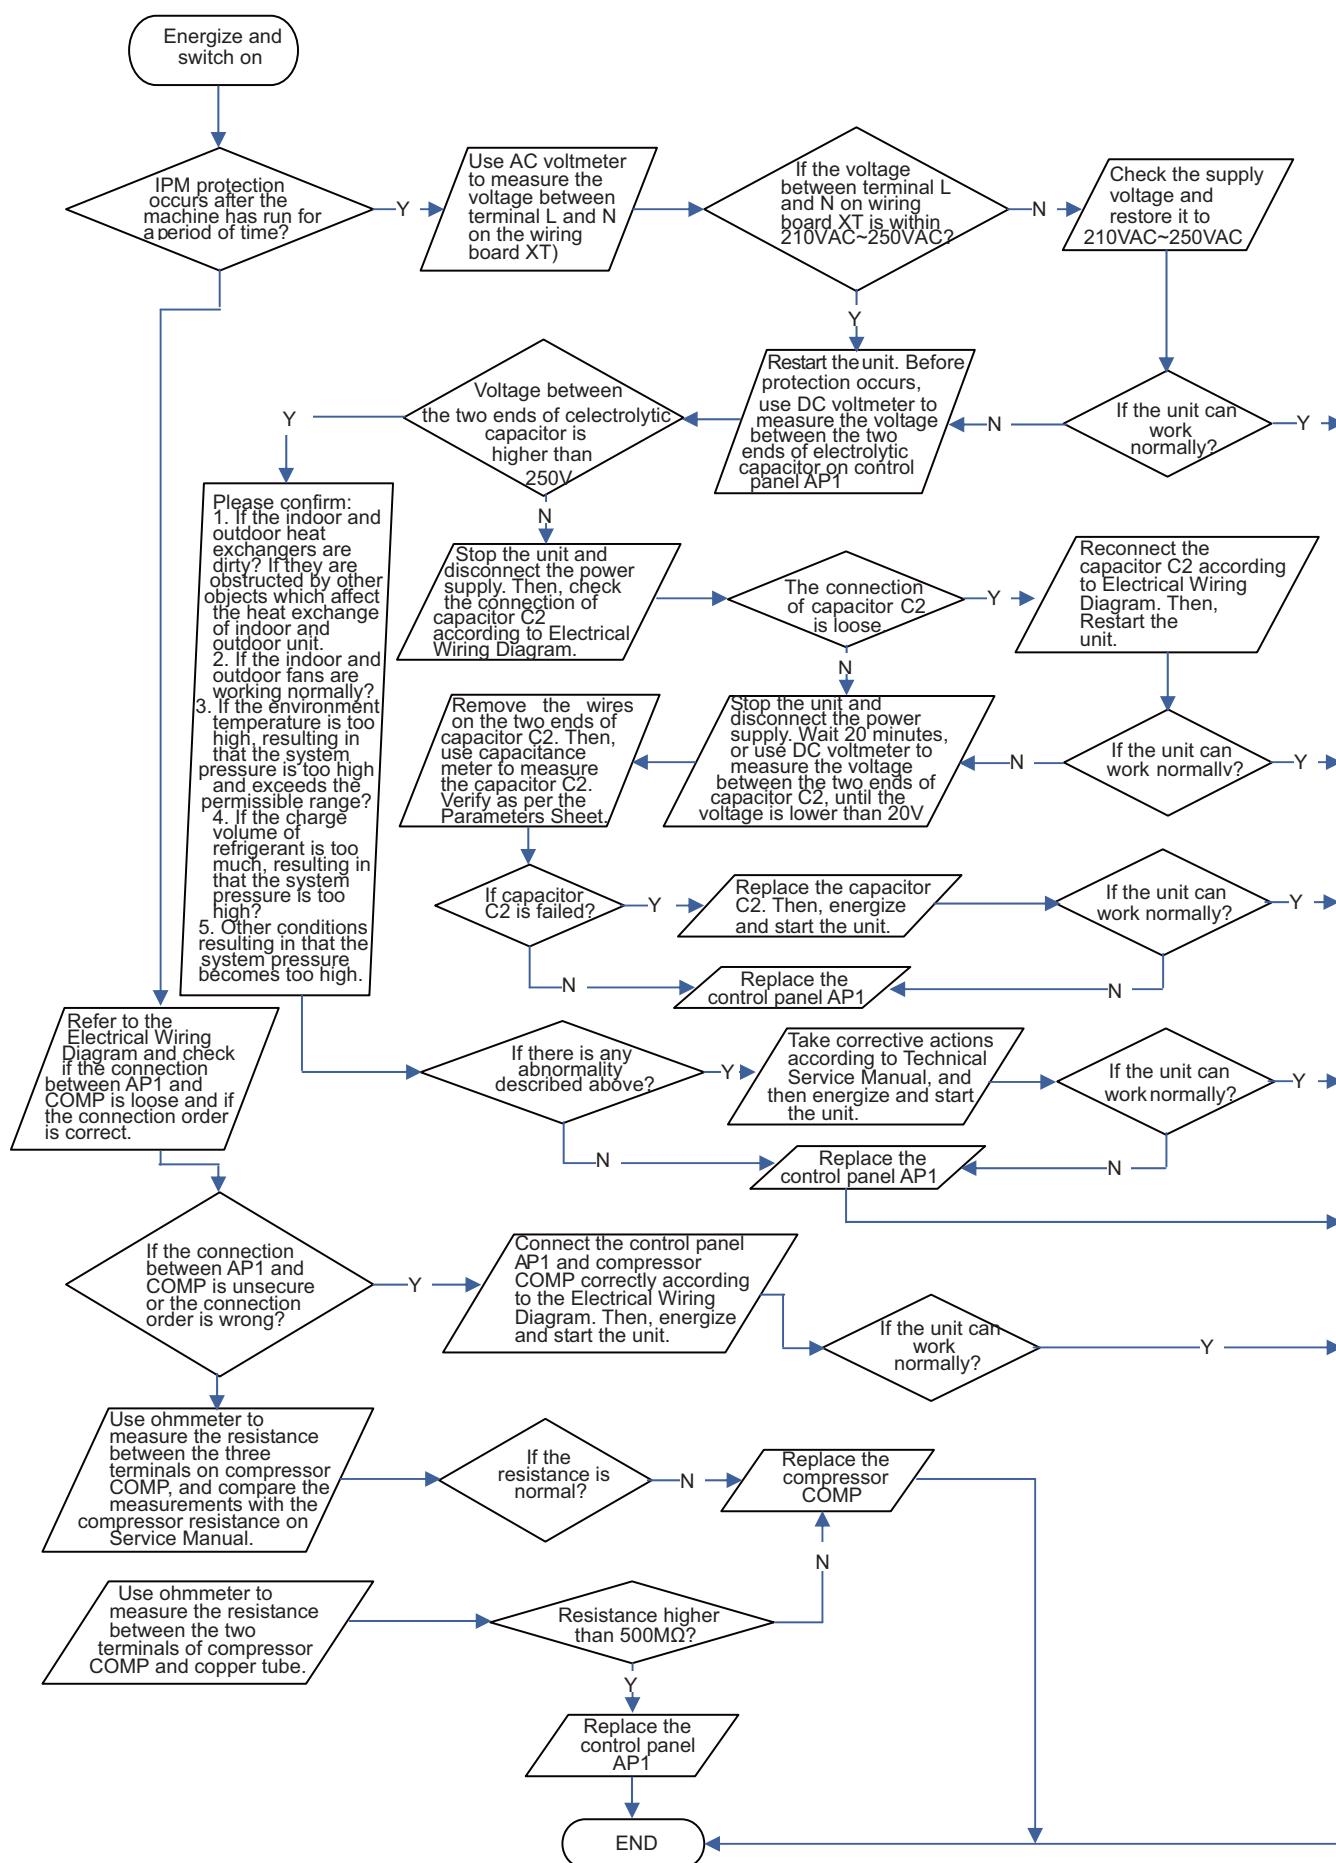 Energize and
switch on
IPM protection
occurs after the
machine has run for
a period of time?
Y
Use AC voltmeter
to measure the
voltage between
terminal L and N
on the wiring
board XT)
If the voltage
between terminal L
and N on wiring
board XT is within
210VAC~250VAC?
N
Check the supply
voltage and
restore it to
210VAC~250VAC
Y
If the unit can
work
normally?
Y
N
Restart the unit. Before
protection occurs,
use DC voltmeter to
measure the voltage
between the two
ends of electrolytic
capacitor on control
panel AP1
Voltage between
the two ends of celectrolytic
capacitor is
higher than
250V
Y
N
Please confirm:
1. If the indoor and
outdoor heat
exchangers are
dirty? If they are
obstructed by other
objects which affect
the heat exchange
of indoor and
outdoor unit.
2. If the indoor and
outdoor fans are
working normally?
3. If the environment
temperature is too
high, resulting in
that the system
pressure is too high
and exceeds the
permissible range?
4. If the charge
volume of
refrigerant is too
much, resulting in
that the system
pressure is too
high?
5. Other conditions
resulting in that the
system pressure
becomes too high.
Stop the unit and
disconnect the power
supply. Then, check
the connection of
capacitor C2
according to Electrical
Wiring Diagram.
The connection
of capacitor C2
is loose
Y
Reconnect the
capacitor C2 according
to Electrical Wiring
Diagram. Then,
Restart the
unit.
N
If the unit can
work normallv?
Y
N
Stop the unit and
disconnect the power
supply. Wait 20 minutes,
or use DC voltmeter to
measure the voltage
between the two ends of
capacitor C2, until the
voltage is lower than 20V
Remove the wires
on the two ends of
capacitor C2. Then,
use capacitance
meter to measure
the capacitor C2.
Verify as per the
Parameters Sheet.
If capacitor
C2 is failed?
Y
Replace the capacitor
C2. Then, energize
and start the unit.
If the unit can
work normally?
Y
N
Replace the
control panel AP1
N
Refer to the
Electrical Wiring
Diagram and check
if the connection
between AP1 and
COMP is loose and if
the connection order
is correct.
If there is any
abnormality
described above?
Y
Take corrective actions
according to Technical
Service Manual, and
then energize and start
the unit.
If the unit can
work normally?
Y
N
Replace the
control panel AP1
N
If the connection
between AP1 and
COMP is unsecure
or the connection
order is wrong?
Y
Connect the control panel
AP1 and compressor
COMP correctly according
to the Electrical Wiring
Diagram. Then, energize
and start the unit.
If the unit can
work
normally?
Y
Use ohmmeter to
measure the resistance
between the three
terminals on compressor
COMP, and compare the
measurements with the
compressor resistance on
Service Manual.
If the
resistance is
normal?
N
Replace the
compressor
COMP
N
Use ohmmeter to
measure the resistance
between the two
terminals of compressor
COMP and copper tube.
Resistance higher
than 500MΩ?
Y
Replace the
control panel
AP1
END